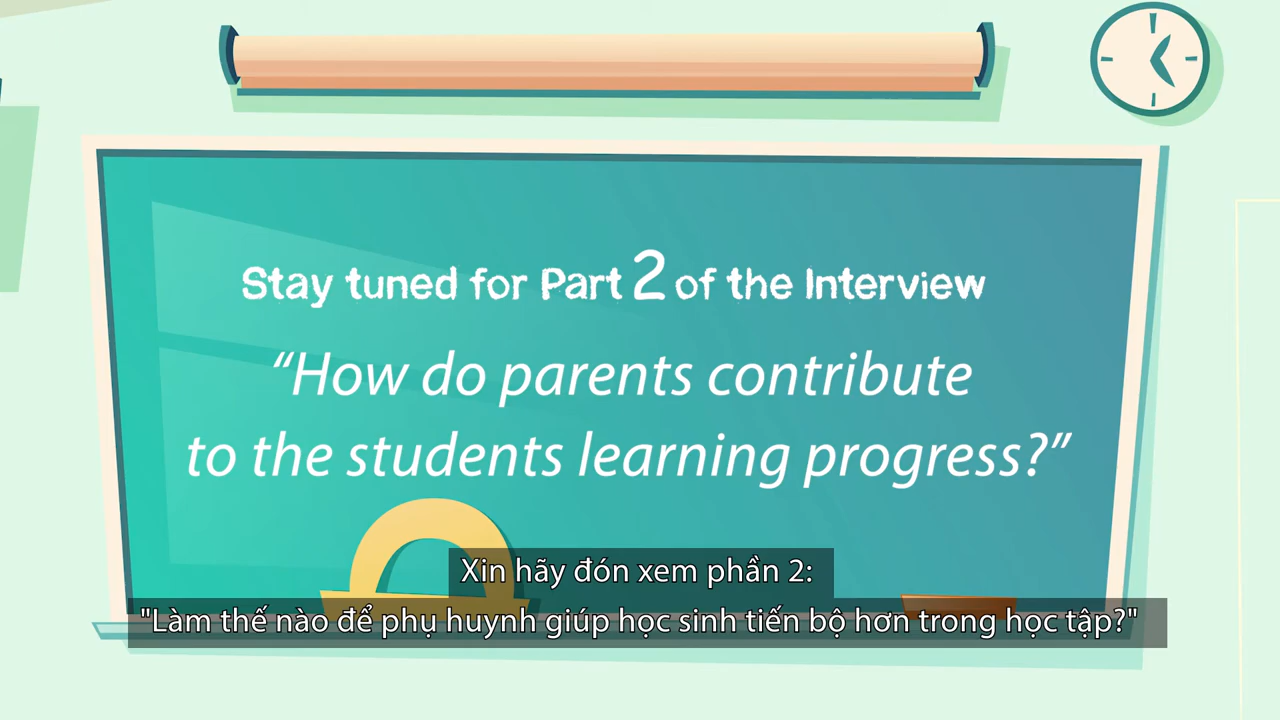 Stay tuned for Part 2 of the Interview
“How do parents contribute
to the students learning progress?”
Xin hãy đón xem phần 2:
"Làm thế nào để phụ huynh giúp học sinh tiến bộ hơn trong học tập?"